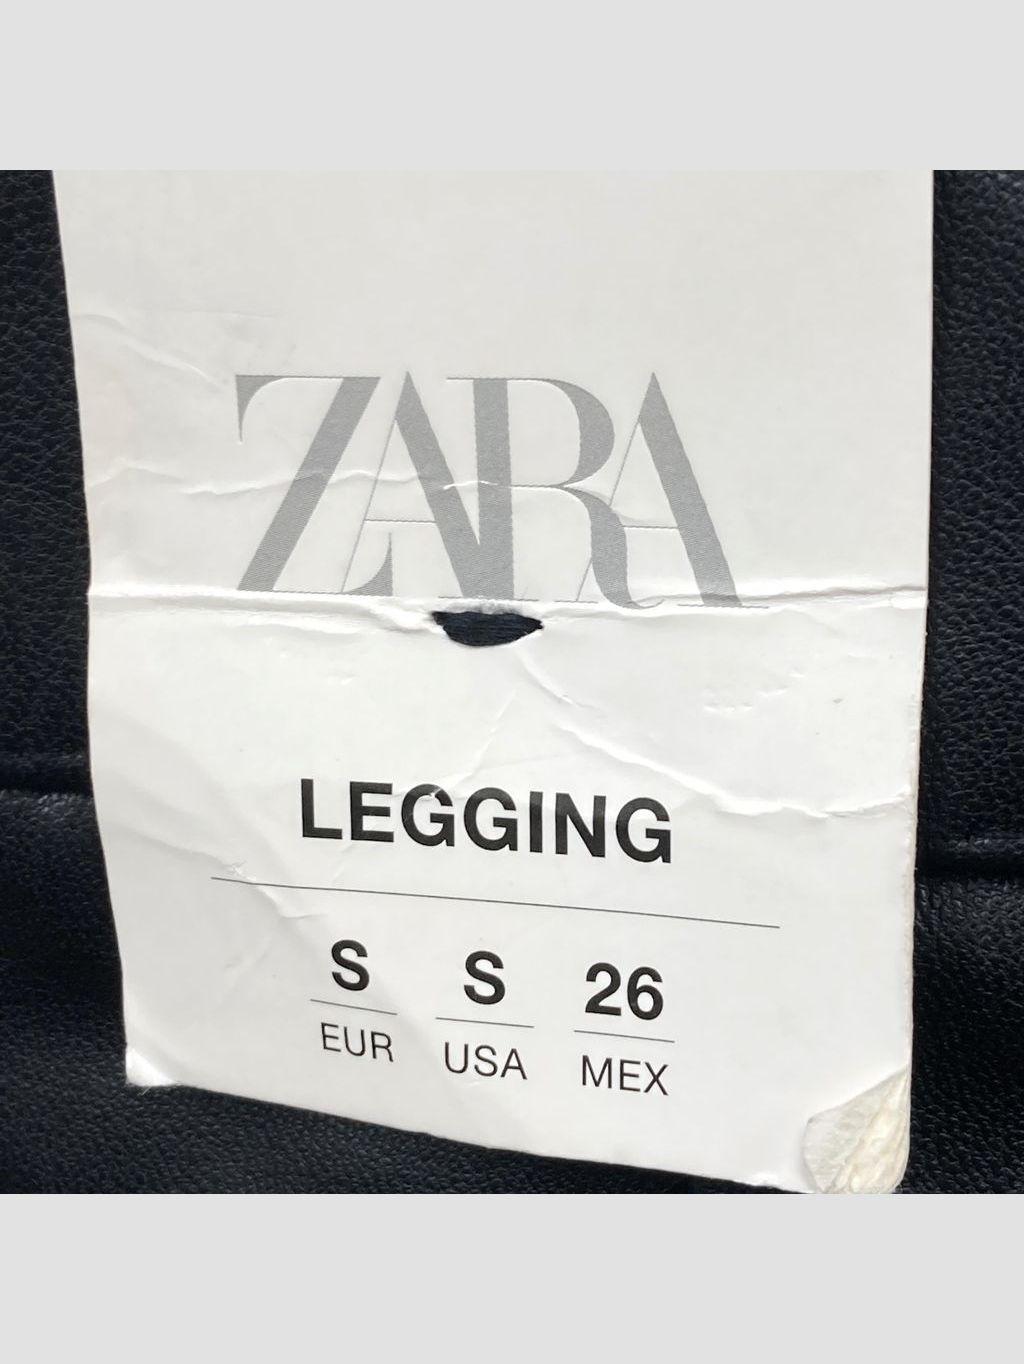 ZARA
LEGGING
S S 26
EUR USA MEX